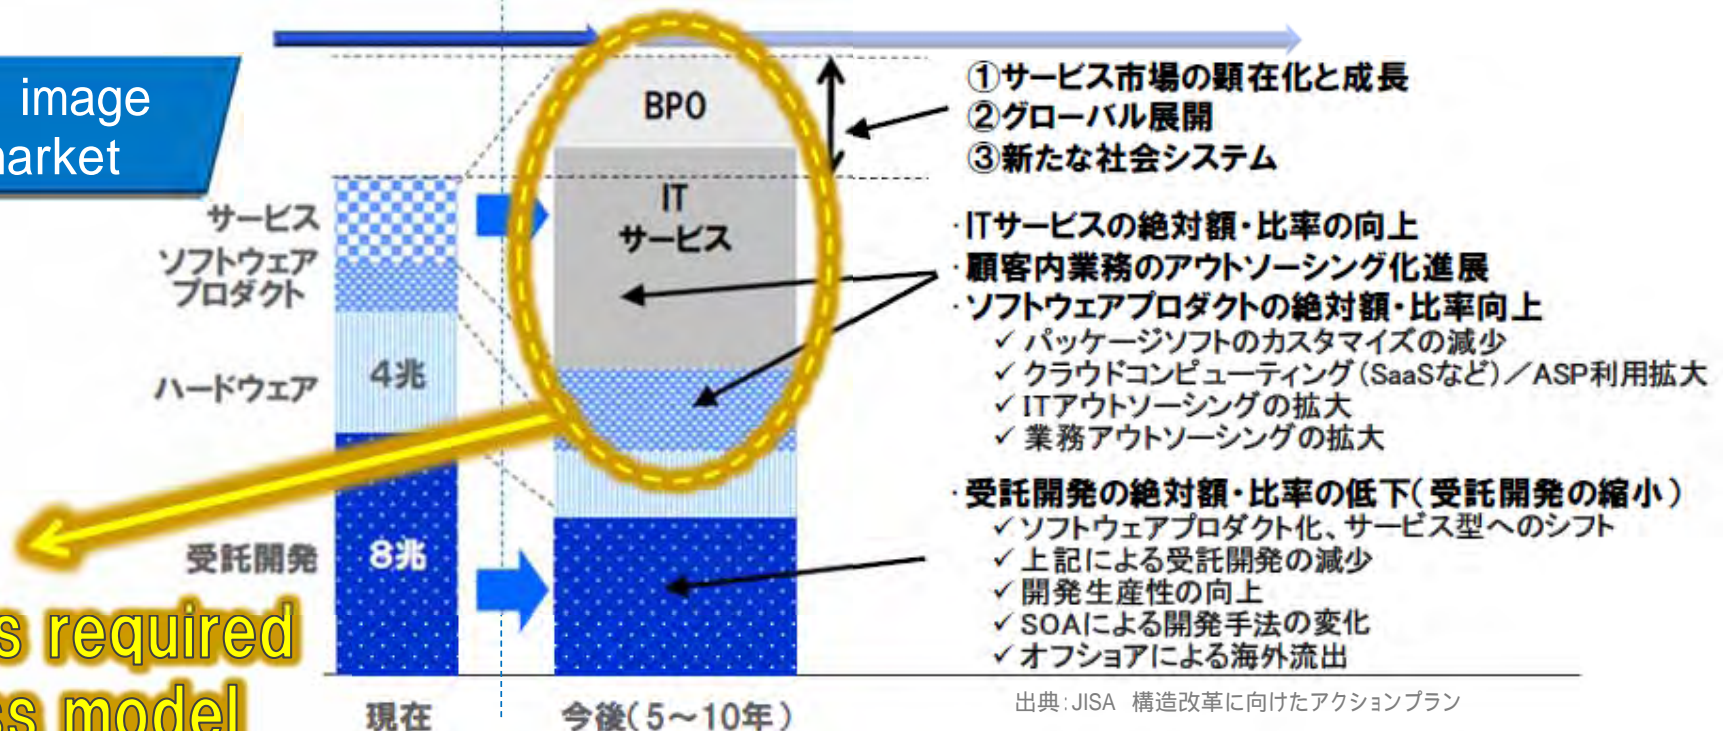 image
market
サービス
ソフトウェア
プロダクト
ハードウェア
受託開発
4兆
8兆
BPO
IT
サービス
①サービス市場の顕在化と成長
②グローバル展開
③新たな社会システム
・ITサービスの絶対額・比率の向上
・顧客内業務のアウトソーシング化進展
・ソフトウェアプロダクトの絶対額・比率向上
✓ パッケージソフトのカスタマイズの減少
✓ クラウドコンピューティング(SaaSなど)/ASP利用拡大
✓ ITアウトソーシングの拡大
✓ 業務アウトソーシングの拡大
・受託開発の絶対額・比率の低下(受託開発の縮小)
✓ ソフトウェアプロダクト化、サービス型へのシフト
✓ 上記による受託開発の減少
✓ 開発生産性の向上
✓ SOAによる開発手法の変化
✓ オフショアによる海外流出
s required
ss model
現在
今後(5~10年)
出典:JISA 構造改革に向けたアクションプラン